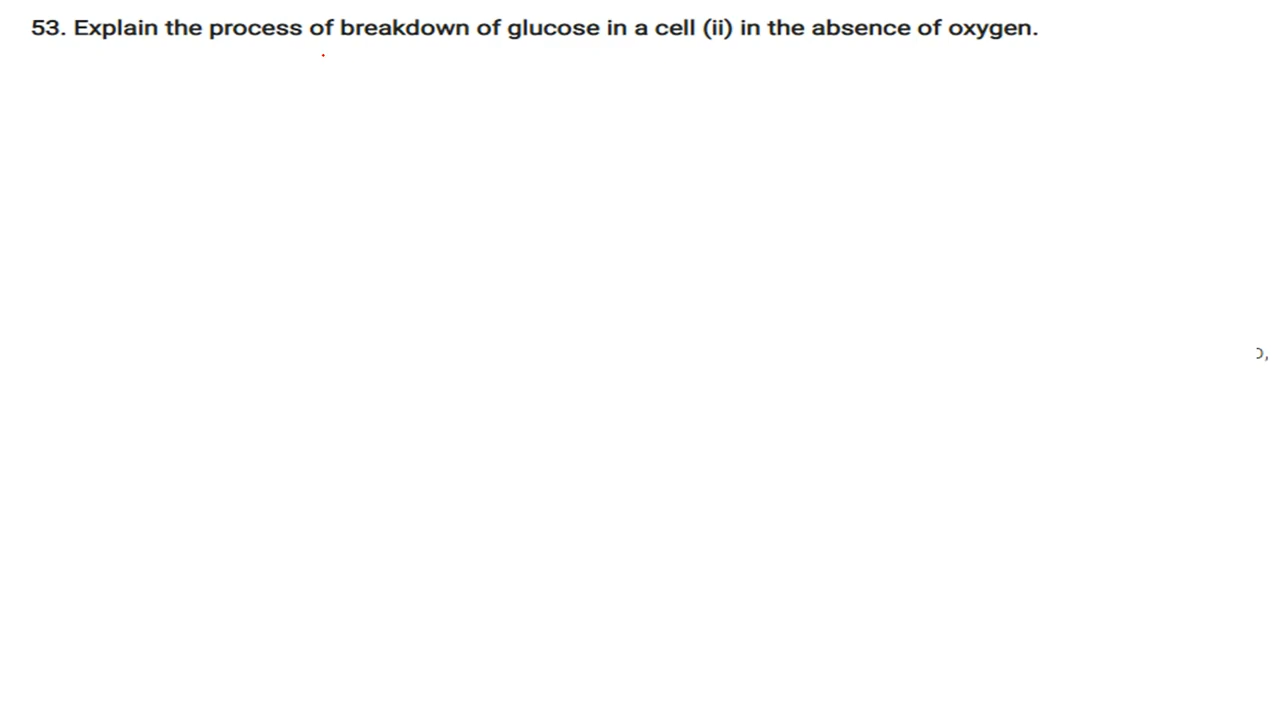 53. Explain the process of breakdown of glucose in a cell (ii) in the absence of oxygen.